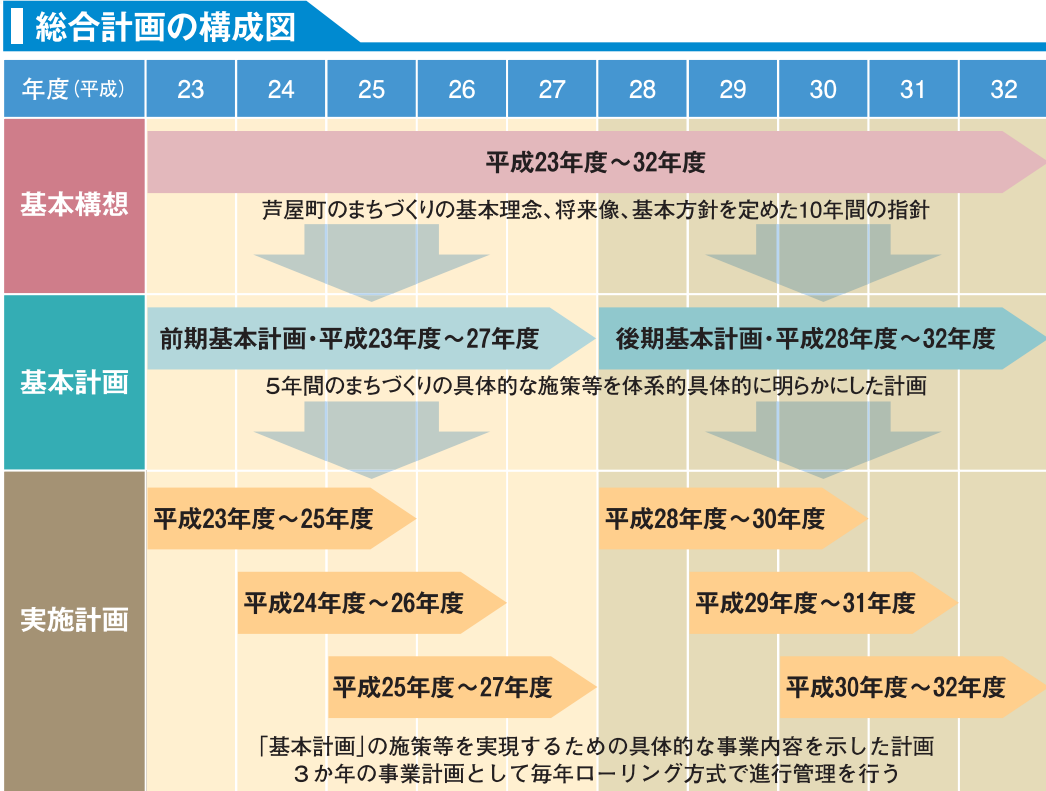 総合計画の構成図
年度(平成) 23 24 25 26 27 28 29 30 31 32
基本構想
平成23年度～32年度
芦屋町のまちづくりの基本理念、将来像、基本方針を定めた10年間の指針
基本計画
前期基本計画・平成23年度～27年度 後期基本計画・平成28年度～32年度
5年間のまちづくりの具体的な施策等を体系的具体的に明らかにした計画
実施計画
平成23年度～25年度 平成28年度～30年度
平成24年度～26年度 平成29年度～31年度
平成25年度～27年度 平成30年度～32年度
「基本計画」の施策等を実現するための具体的な事業内容を示した計画
3か年の事業計画として毎年ローリング方式で進行管理を行う